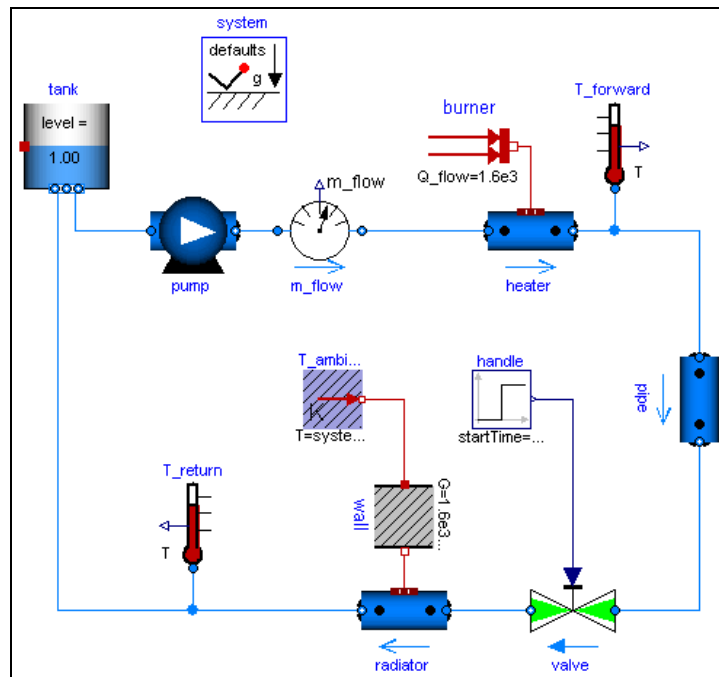 system
defaults
g
tank
level =
1.00
T_forward
T
burner
Q_flow=1.6e3
m_flow
pump
m_flow
heater
T_ambi...
K
T=syste...
handle
startTime=...
pipe
T_return
T
G=1.6e3...
wall
radiator
valve